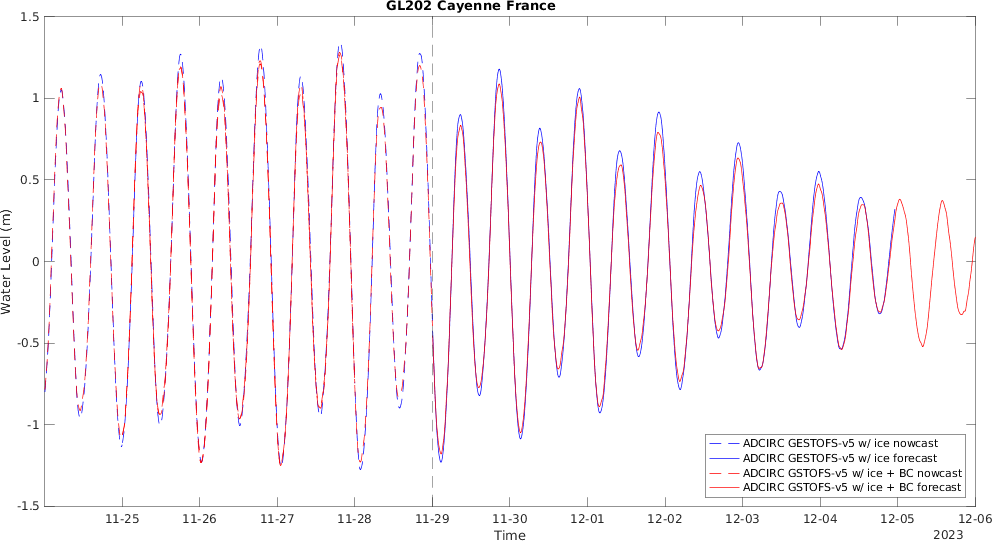 GL202 Cayenne France
1.5
1
0.5
0
-0.5
-1
-1.5
Water Level (m)
11-25 11-26 11-27 11-28 11-29 11-30 12-01 12-02 12-03 12-04 12-05 12-06
Time
2023
ADCIRC GESTOFS-v5 w/ ice nowcast
ADCIRC GESTOFS-v5 w/ ice forecast
ADCIRC GSTOFS-v5 w/ ice + BC nowcast
ADCIRC GSTOFS-v5 w/ ice + BC forecast